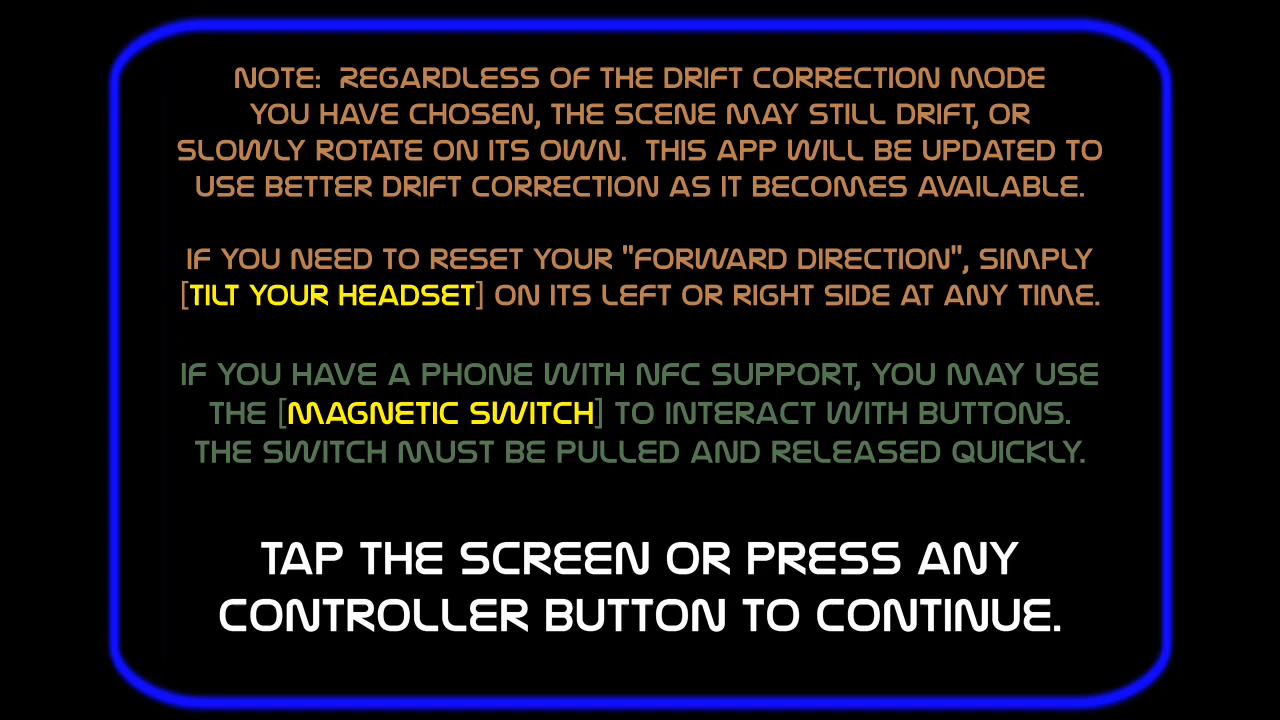 NOTE:  REGARDLESS OF THE DRIFT CORRECTION MODE
YOU HAVE CHOSEN, THE SCENE MAY STILL DRIFT, OR
SLOWLY ROTATE ON ITS OWN.  THIS APP WILL BE UPDATED TO
USE BETTER DRIFT CORRECTION AS IT BECOMES AVAILABLE.
IF YOU NEED TO RESET YOUR "FORWARD DIRECTION", SIMPLY
[TILT YOUR HEADSET] ON ITS LEFT OR RIGHT SIDE AT ANY TIME.
IF YOU HAVE A PHONE WITH NFC SUPPORT, YOU MAY USE
THE [MAGNETIC SWITCH] TO INTERACT WITH BUTTONS.
THE SWITCH MUST BE PULLED AND RELEASED QUICKLY.
TAP THE SCREEN OR PRESS ANY
CONTROLLER BUTTON TO CONTINUE.